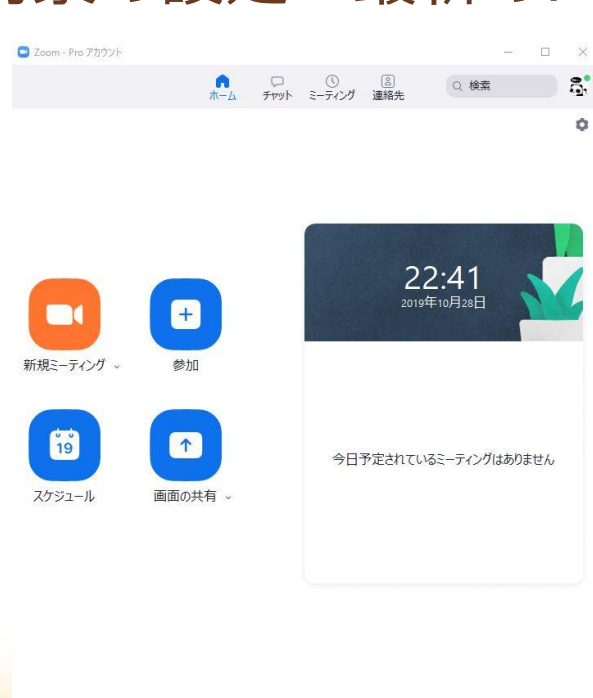 Zoom - Pro アカウント
ホーム
チャット
ミーティング
連絡先
検索
22:41
2019年10月28日
新規ミーティング
参加
19
スケジュール
画面の共有
今日予定されているミーティングはありません